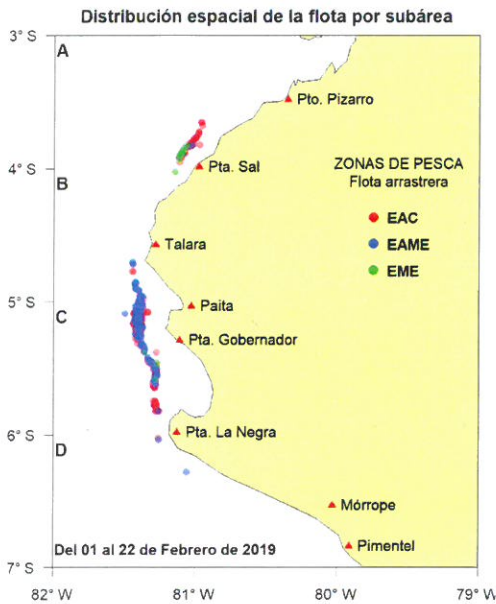 Distribución espacial de la flota por subárea
3° S
A
Pto. Pizarro
4° S
Pta. Sal
B
ZONAS DE PESCA
Flota arrastrera
EAC
EAME
EME
Talara
5° S
C
Paita
Pta. Gobernador
6° S
Pta. La Negra
D
Mórrope
Pimentel
Del 01 al 22 de Febrero de 2019
7° S
82° W
81° W
80° W
79° W